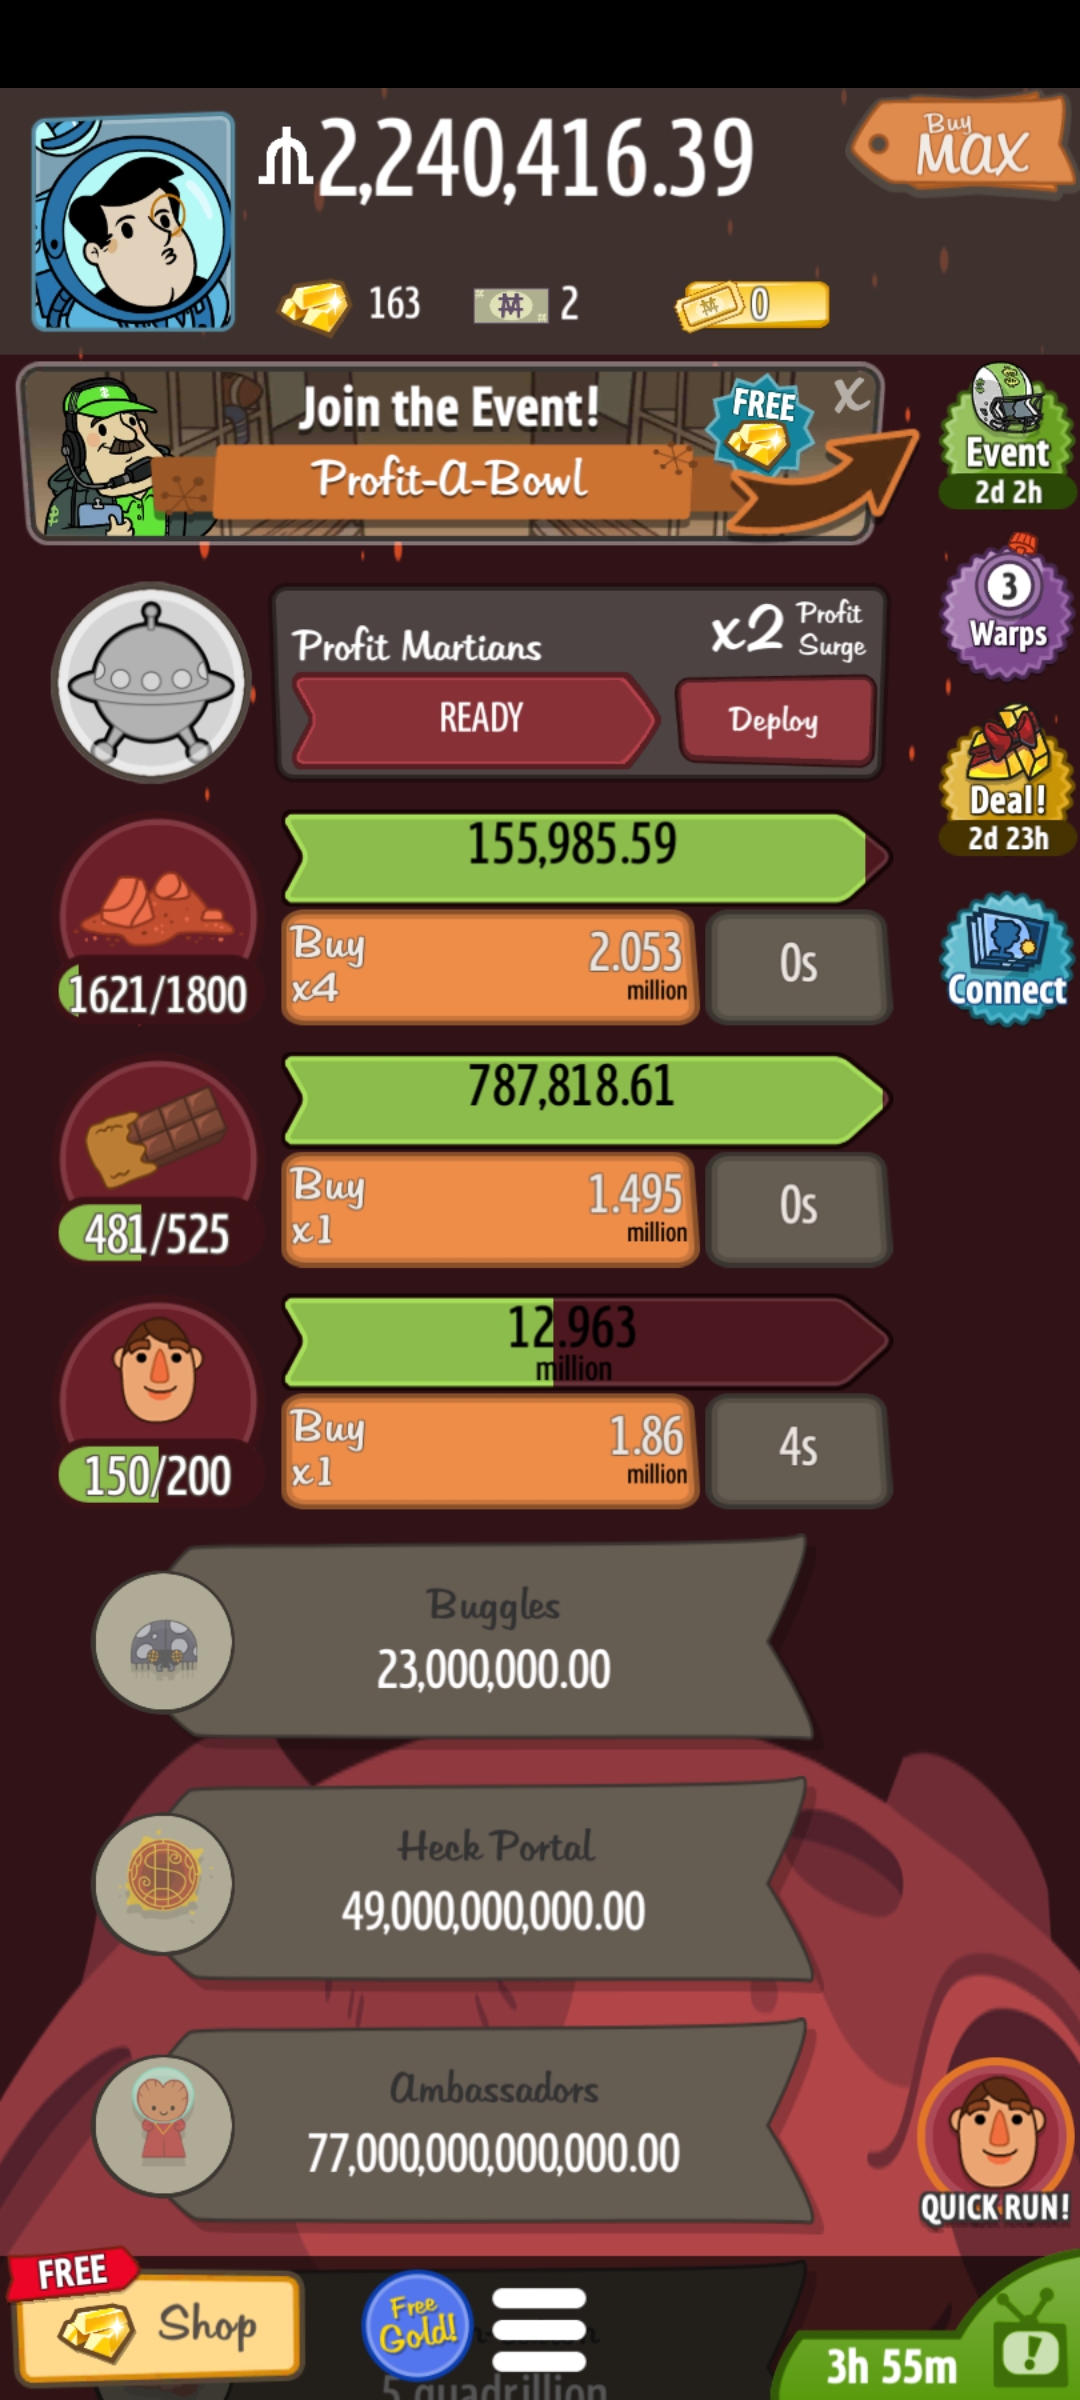 ₥2,240,416.39
Buy
MAX
163
2
0
Join the Event!
Profit-A-Bowl
FREE
X
Event
2d 2h
3
Warps
Profit Martians
x2 Profit Surge
READY
Deploy
Deal!
2d 23h
155,985.59
Buy
x4
2.053
million
0s
1621/1800
Connect
787,818.61
Buy
x1
1.495
million
0s
481/525
12.963
million
Buy
x1
1.86
million
4s
150/200
Buggles
23,000,000.00
Heck Portal
49,000,000,000.00
Ambassadors
77,000,000,000,000.00
QUICK RUN!
FREE
Shop
Free
Gold!
5 quadrillion
3h 55m